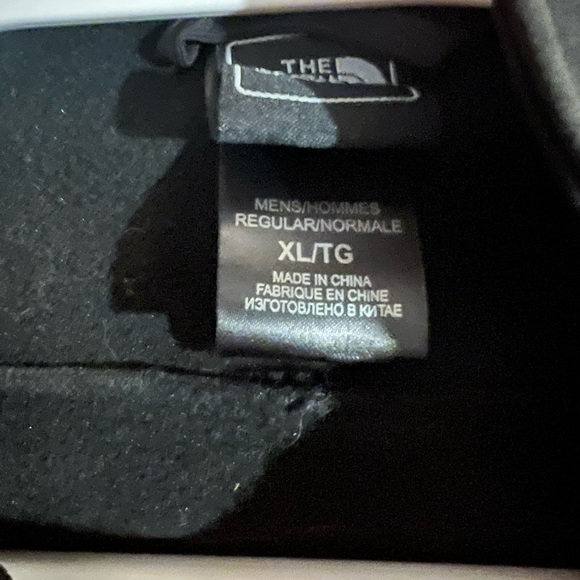 THE
MENS/HOMMES
REGULAR/NORMALE
XL/TG
MADE IN CHINA
FABRIQUE EN CHINE
ИЗГОТОВЛЕНО В КИТАЕ